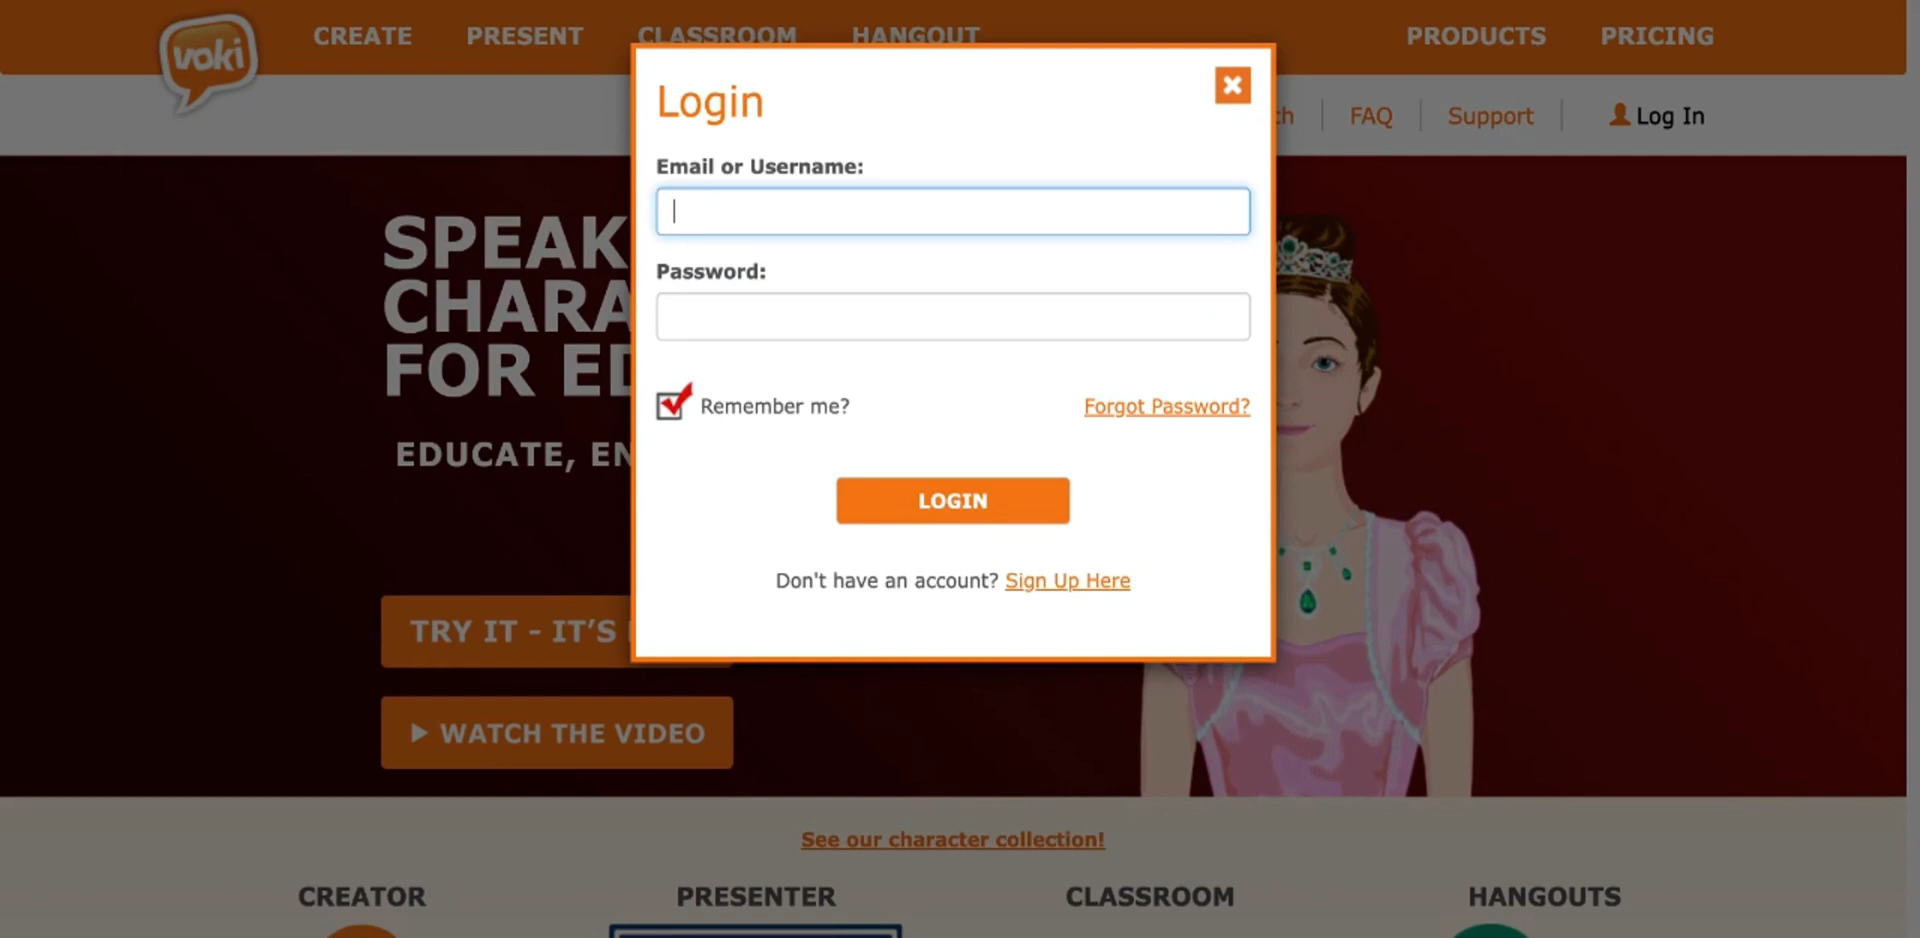 voki
CREATE
PRESENT
CLASSROOM
HANGOUT
PRODUCTS
PRICING
FAQ
Support
Log In
Login
Email or Username:
Password:
Remember me?
Forgot Password?
LOGIN
Don't have an account? Sign Up Here
SPEAK
CHARA
FOR
EDUCATE, EN
TRY IT - IT'S
WATCH THE VIDEO
See our character collection!
CREATOR
PRESENTER
CLASSROOM
HANGOUTS